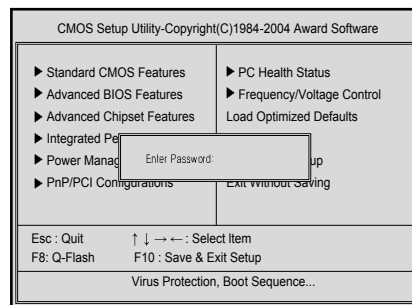 CMOS Setup Utility-Copyright(C)1984-2004 Award Software
▶ Standard CMOS Features
▶ Advanced BIOS Features
▶ Advanced Chipset Features
▶ Integrated Pe
▶ Power Manag
▶ PnP/PCI Configurations
▶ PC Health Status
▶ Frequency/Voltage Control
Load Optimized Defaults
up
Exit Without Saving
Enter Password:
Esc : Quit ↑ ↓ → ← : Select Item
F8: Q-Flash F10 : Save & Exit Setup
Virus Protection, Boot Sequence...